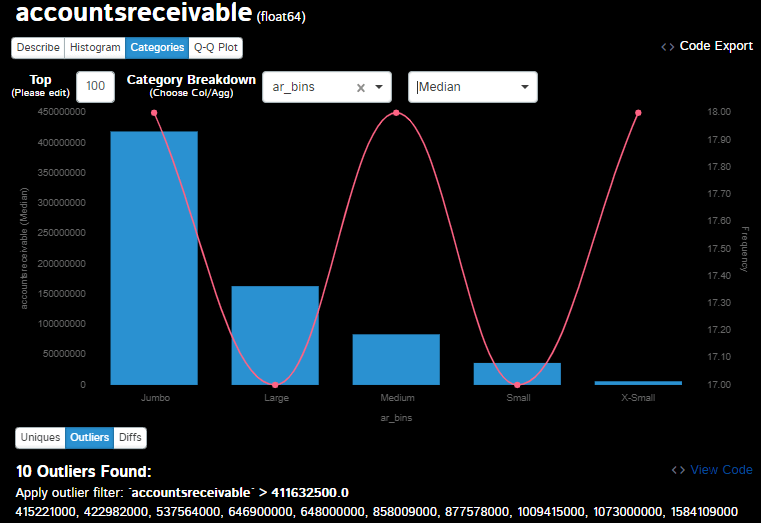 accountsreceivable (float64)
Describe Histogram Categories Q-Q Plot
<> Code Export
Top
(Please edit)
100
Category Breakdown
(Choose Col/Agg)
ar_bins
Median
450000000
400000000
350000000
300000000
250000000
200000000
150000000
100000000
50000000
0
accountsreceivable (Median)
18.00
17.90
17.80
17.70
17.60
17.50
17.40
17.30
17.20
17.10
17.00
Frequency
Jumbo Large Medium Small X-Small
ar_bins
Uniques Outliers Diffs
10 Outliers Found:
<> View Code
Apply outlier filter: `accountsreceivable` > 411632500.0
415221000, 422982000, 537564000, 646900000, 648000000, 858009000, 877578000, 1009415000, 1073000000, 1584109000